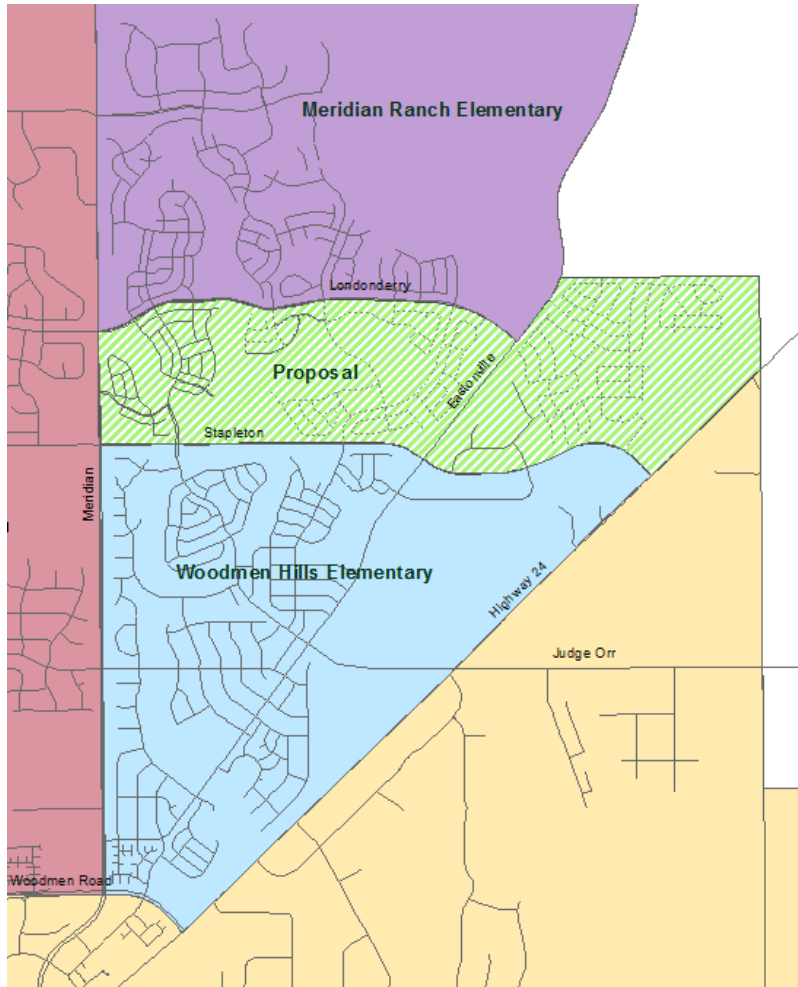 Meridian Ranch Elementary
Londonderry
Proposal
Eastonville
Stapleton
Meridian
Woodmen Hills Elementary
Highway 24
Judge Orr
Woodmen Road